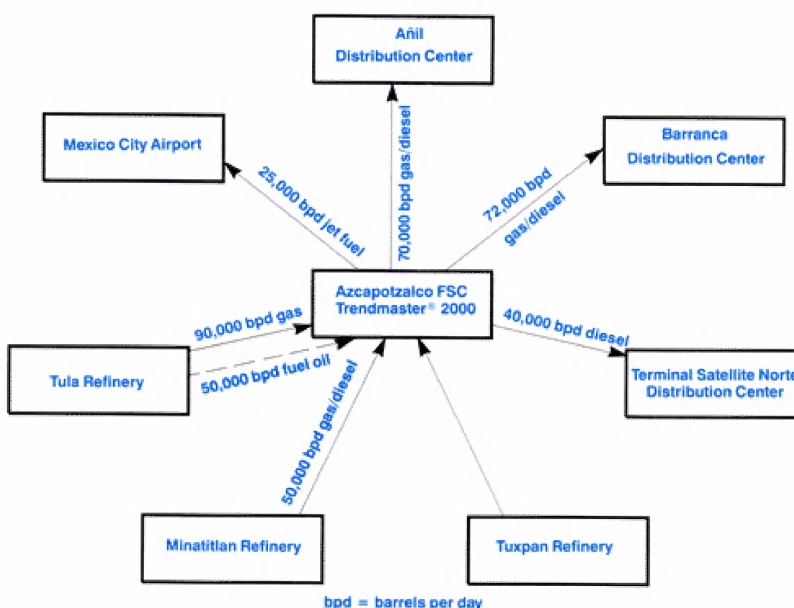 Añil
Distribution Center
Mexico City Airport
Barranca
Distribution Center
25,000 bpd jet fuel
70,000 bpd gas/diesel
72,000 bpd
gas/diesel
Azcapotzalco FSC
Trendmaster® 2000
90,000 bpd gas
50,000 bpd fuel oil
40,000 bpd diesel
Tula Refinery
Terminal Satellite Norte
Distribution Center
50,000 bpd gas/diesel
Minatitlan Refinery
Tuxpan Refinery
bpd = barrels per day